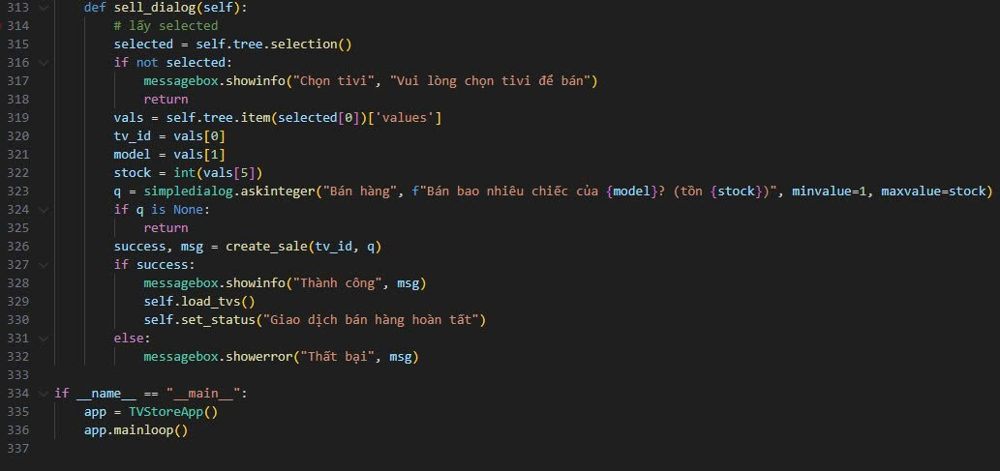 313     def sell_dialog(self):
314         # lấy selected
315         selected = self.tree.selection()
316         if not selected:
317             messagebox.showinfo("Chọn tivi", "Vui lòng chọn tivi để bán")
318             return
319         vals = self.tree.item(selected[0])['values']
320         tv_id = vals[0]
321         model = vals[1]
322         stock = int(vals[5])
323         q = simpledialog.askinteger("Bán hàng", f"Bán bao nhiêu chiếc của {model}? (tồn {stock})", minvalue=1, maxvalue=stock)
324         if q is None:
325             return
326         success, msg = create_sale(tv_id, q)
327         if success:
328             messagebox.showinfo("Thành công", msg)
329             self.load_tvs()
330             self.set_status("Giao dịch bán hàng hoàn tất")
331         else:
332             messagebox.showerror("Thất bại", msg)
333
334 if __name__ == "__main__":
335     app = TVStoreApp()
336     app.mainloop()
337